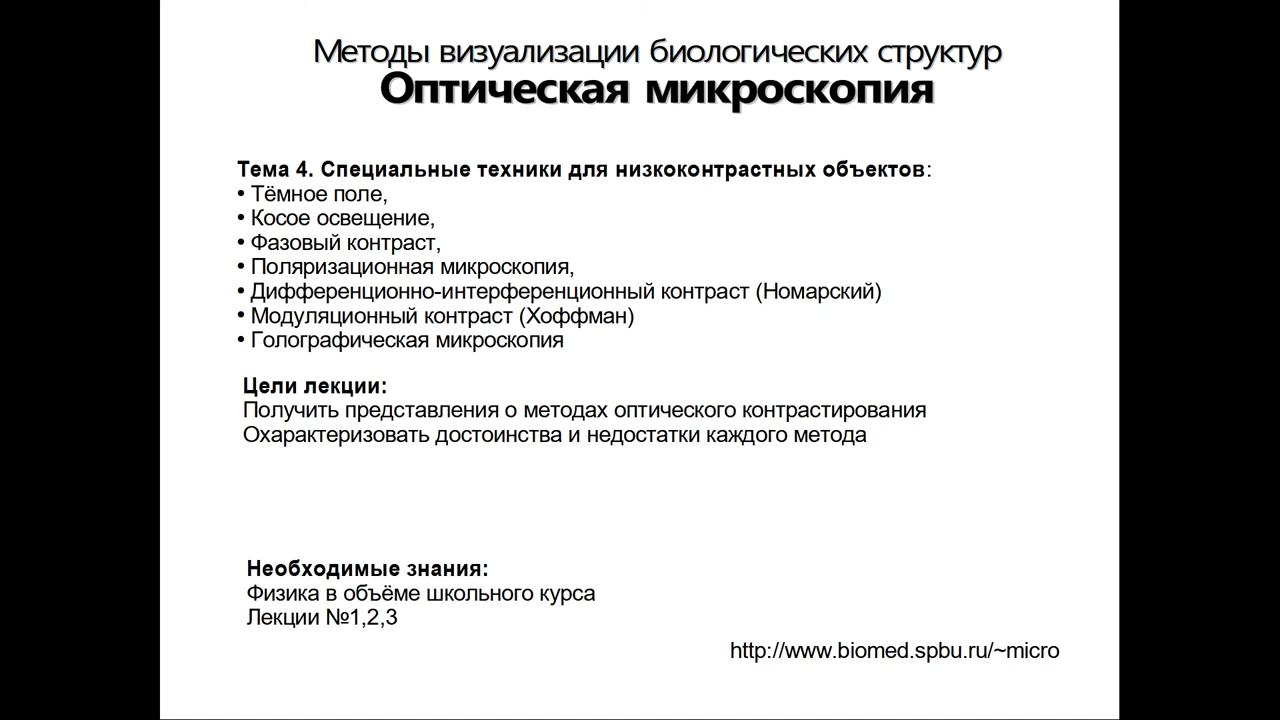 Методы визуализации биологических структур
Оптическая микроскопия
Тема 4. Специальные техники для низкоконтрастных объектов:
• Тёмное поле,
• Косое освещение,
• Фазовый контраст,
• Поляризационная микроскопия,
• Дифференционно-интерференционный контраст (Номарский)
• Модуляционный контраст (Хоффман)
• Голографическая микроскопия
Цели лекции:
Получить представления о методах оптического контрастирования
Охарактеризовать достоинства и недостатки каждого метода
Необходимые знания:
Физика в объёме школьного курса
Лекции №1,2,3
http://www.biomed.spbu.ru/~micro